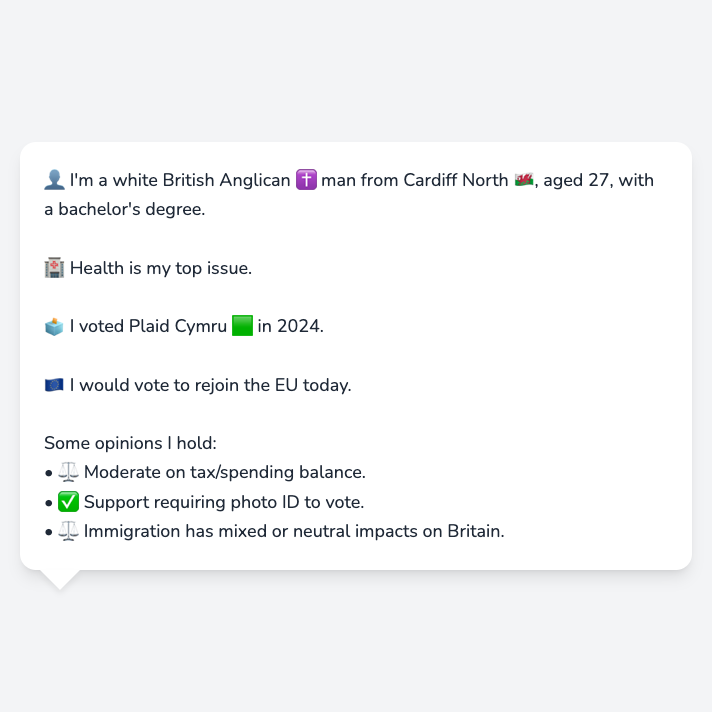 👤 I'm a white British Anglican ✝️ man from Cardiff North 🏴󠁧󠁢󠁷󠁬󠁳󠁿, aged 27, with
a bachelor's degree.
🏥 Health is my top issue.
🗳️ I voted Plaid Cymru 🟩 in 2024.
🇪🇺 I would vote to rejoin the EU today.
Some opinions I hold:
• ⚖️ Moderate on tax/spending balance.
• ✅ Support requiring photo ID to vote.
• ⚖️ Immigration has mixed or neutral impacts on Britain.